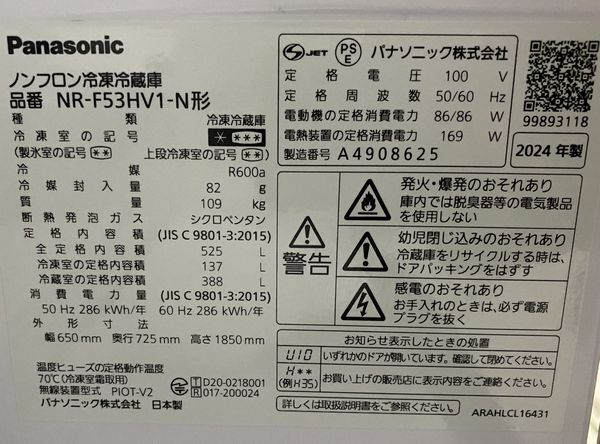 Panasonic
ノンフロン冷凍冷蔵庫
品番 NR-F53HV1-N形
種類 冷凍冷蔵庫
冷凍室の記号 ＊ ＊＊＊
(製氷室の記号 ＊＊ 上段冷凍室の記号 ＊＊)
冷媒 R600a
冷媒封入量 82 g
質量 109 kg
断熱発泡ガス シクロペンタン
定格内容積 (JIS C 9801-3:2015)
全定格内容積 525 L
冷凍室の定格内容積 137 L
冷蔵室の定格内容積 388 L
消費電力量 (JIS C 9801-3:2015)
50 Hz 286 kWh/年 60 Hz 286 kWh/年
外形寸法
幅 650mm 奥行 725mm 高さ 1850mm
温度ヒューズの定格動作温度
70℃(冷凍室霜取用)
無線装置型式 PIOT-V2
パナソニック株式会社 日本製
T D20-0218001
R 017-200024
S JET PS E パナソニック株式会社
定格電圧 100 V
定格周波数 50/60 Hz
電動機の定格消費電力 86/86 W
電熱装置の定格消費電力 169 W
製造番号 A4908625
99893118
2024 年製
警告
発火・爆発のおそれあり
庫内では脱臭器等の電気製品
を使用しない
幼児閉じ込みのおそれあり
冷蔵庫をリサイクルする時は、
ドアパッキングをはずす
感電のおそれあり
お手入れのときは、必ず電源
プラグを抜く
お知らせ表示したときの処置
U10 いずれかのドアが開いています。確認して閉めてください。
H** (例H35) お買い上げの販売店に表示内容をご連絡ください。
詳しくは取扱説明書をご参照ください。
ARAHLCL16431